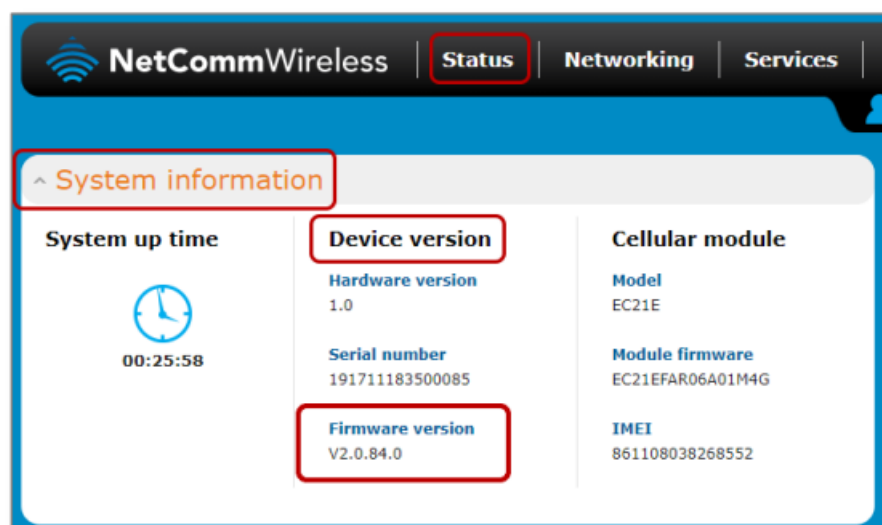 NetCommWireless Status Networking Services
System information
System up time
00:25:58
Device version
Hardware version
1.0
Serial number
191711183500085
Firmware version
V2.0.84.0
Cellular module
Model
EC21E
Module firmware
EC21EFAR06A01M4G
IMEI
861108038268552